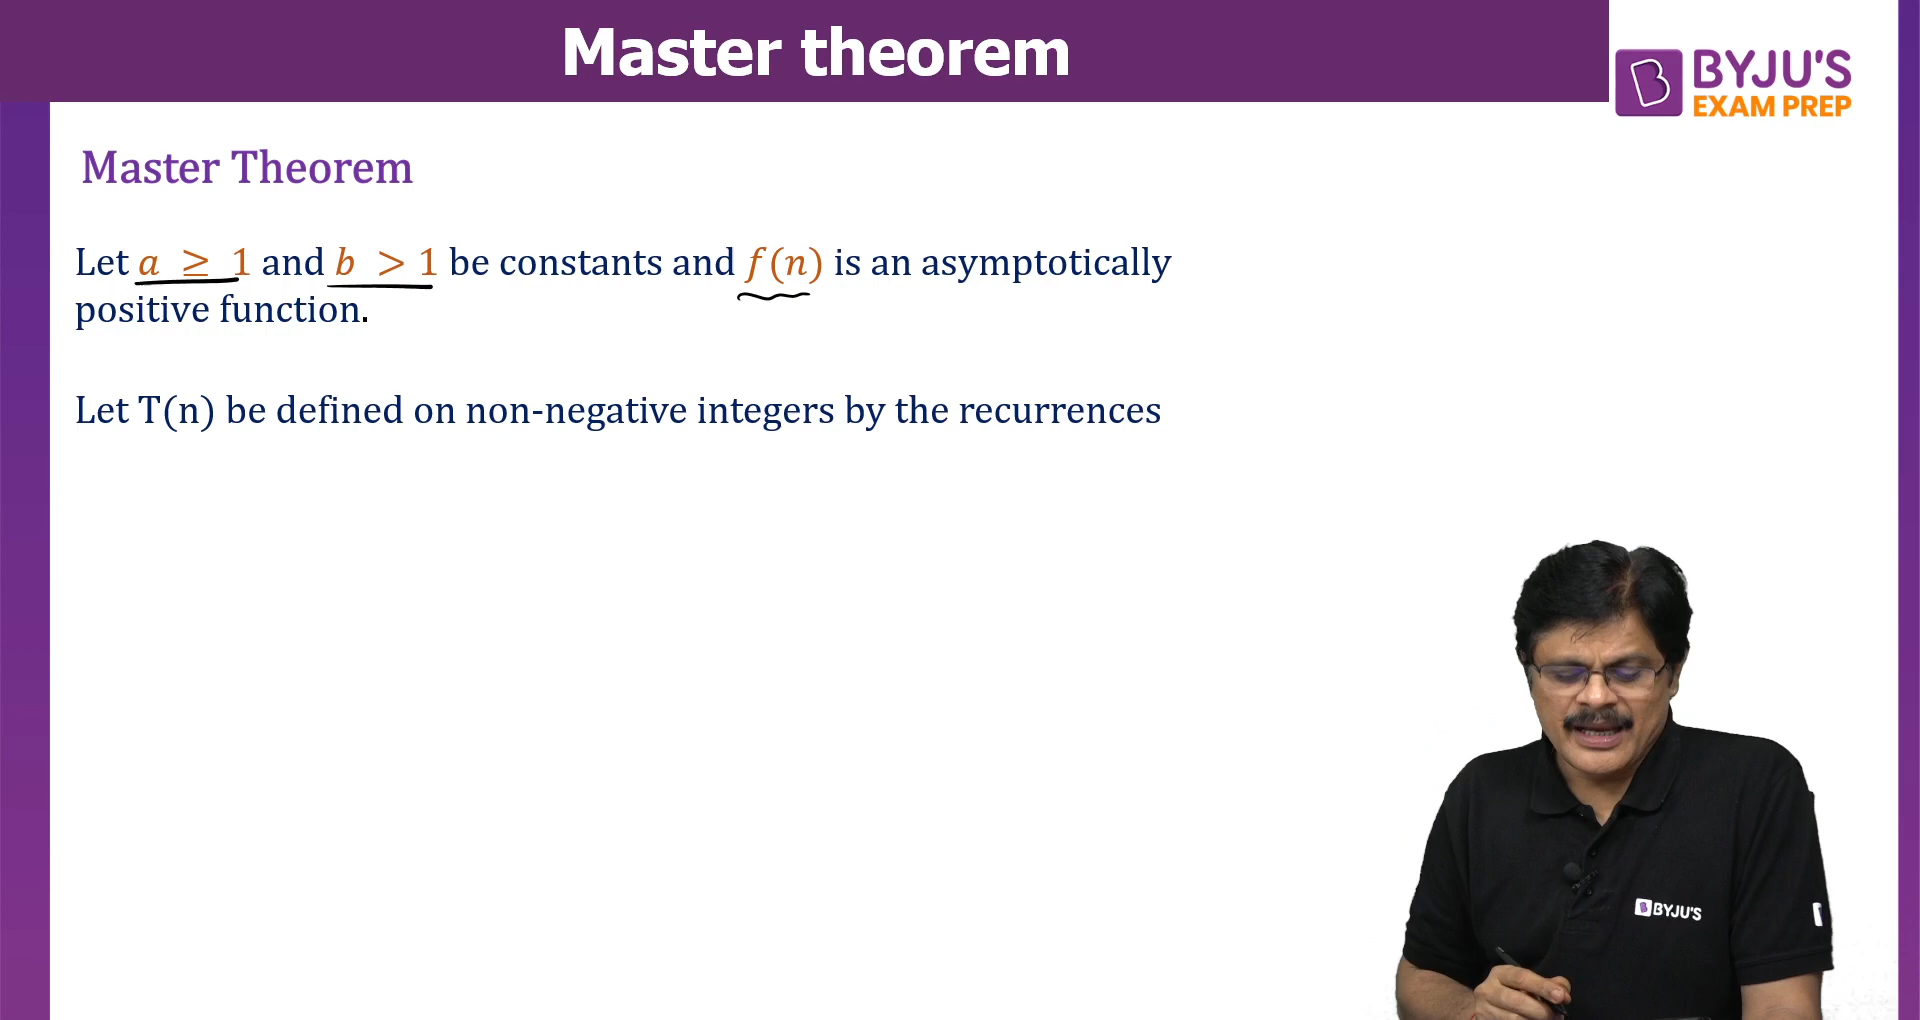 Master theorem
BYJU'S
EXAM PREP
Master Theorem
Let a ≥ 1 and b > 1 be constants and f(n) is an asymptotically
positive function.
Let T(n) be defined on non-negative integers by the recurrences
BYJU'S